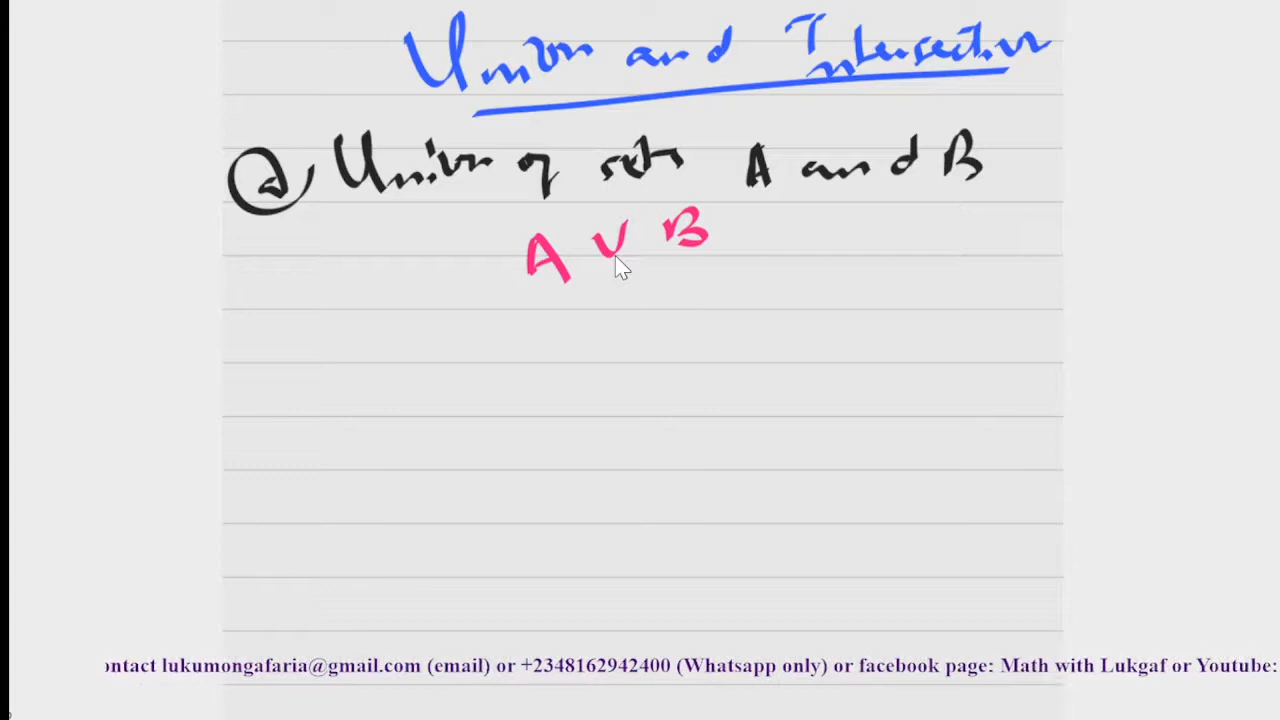 Union and Intersection
(a) Union of sets A and B
A ∪ B
ontact lukumongafaria@gmail.com (email) or +2348162942400 (Whatsapp only) or facebook page: Math with Lukgaf or Youtube: